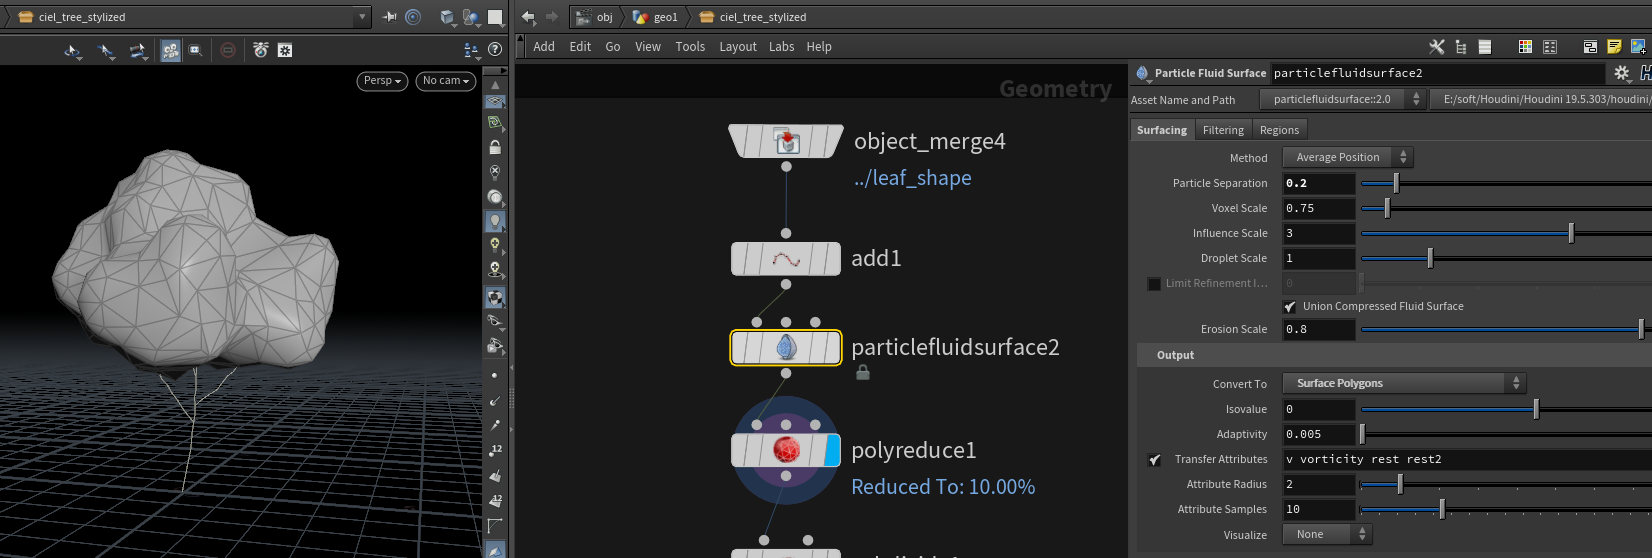 ciel_tree_stylized
obj
geo1
ciel_tree_stylized
Add
Edit
Go
View
Tools
Layout
Labs
Help
Persp
No cam
12
12
Geometry
object_merge4
../leaf_shape
add1
particlefluidsurface2
polyreduce1
Reduced To: 10.00%
Particle Fluid Surface
particlefluidsurface2
Asset Name and Path
particlefluidsurface::2.0
E:/soft/Houdini/Houdini 19.5.303/houdini/
Surfacing
Filtering
Regions
Method
Average Position
Particle Separation
0.2
Voxel Scale
0.75
Influence Scale
3
Droplet Scale
1
Limit Refinement I...
0
Union Compressed Fluid Surface
Erosion Scale
0.8
Output
Convert To
Surface Polygons
Isovalue
0
Adaptivity
0.005
Transfer Attributes
v vorticity rest rest2
Attribute Radius
2
Attribute Samples
10
Visualize
None